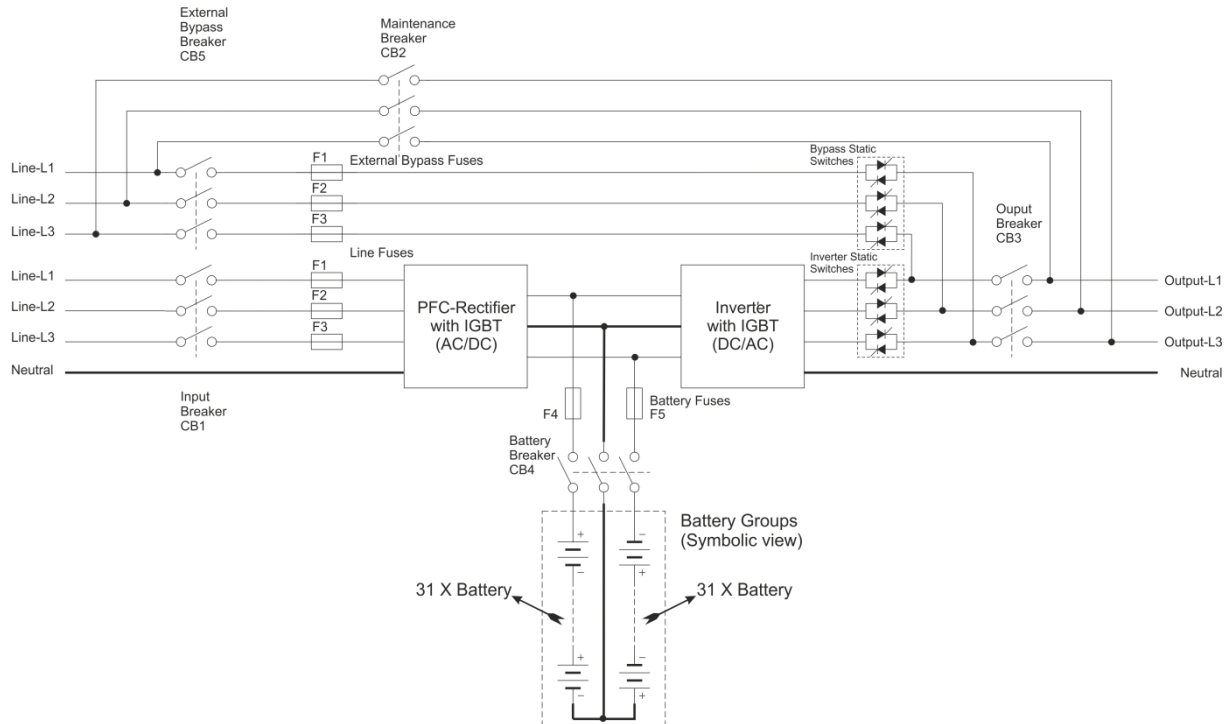 External
Bypass
Breaker
CB5
Maintenance
Breaker
CB2
Line-L1
Line-L2
Line-L3
F1
External Bypass Fuses
F2
F3
Bypass Static
Switches
Ouput
Breaker
CB3
Line Fuses
Inverter Static
Switches
Line-L1
Line-L2
Line-L3
Neutral
F1
F2
F3
PFC-Rectifier
with IGBT
(AC/DC)
Inverter
with IGBT
(DC/AC)
Output-L1
Output-L2
Output-L3
Neutral
Input
Breaker
CB1
F4
Battery Fuses
F5
Battery
Breaker
CB4
Battery Groups
(Symbolic view)
+
-
-
+
31 X Battery
31 X Battery
+
-
-
+